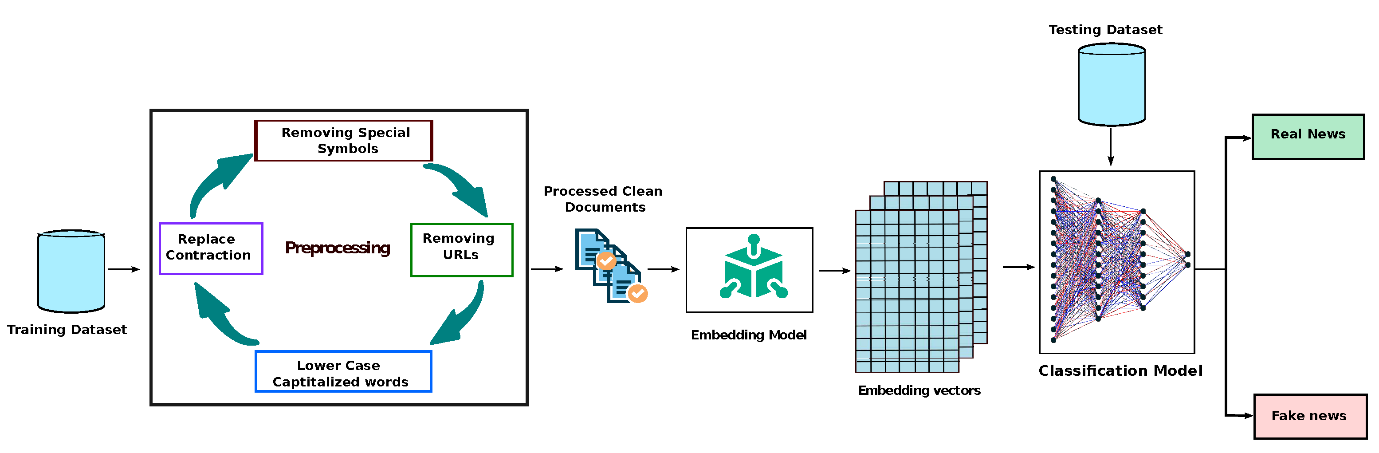 Training Dataset
Removing Special
Symbols
Replace
Contraction
Preprocessing
Removing
URLs
Lower Case
Captitalized words
Processed Clean
Documents
Embedding Model
Embedding vectors
Testing Dataset
Classification Model
Real News
Fake news